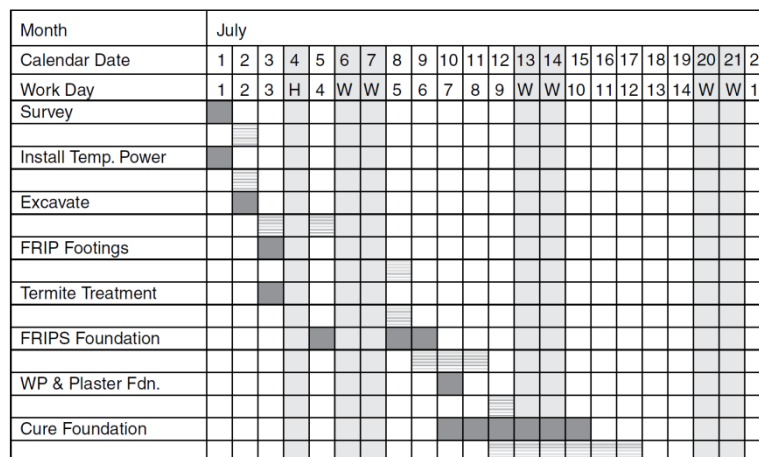 Month July
Calendar Date 1 2 3 4 5 6 7 8 9 10 11 12 13 14 15 16 17 18 19 20 21 2
Work Day 1 2 3 H 4 W W 5 6 7 8 9 W W 10 11 12 13 14 W W 1
Survey
Install Temp. Power
Excavate
FRIP Footings
Termite Treatment
FRIPS Foundation
WP & Plaster Fdn.
Cure Foundation